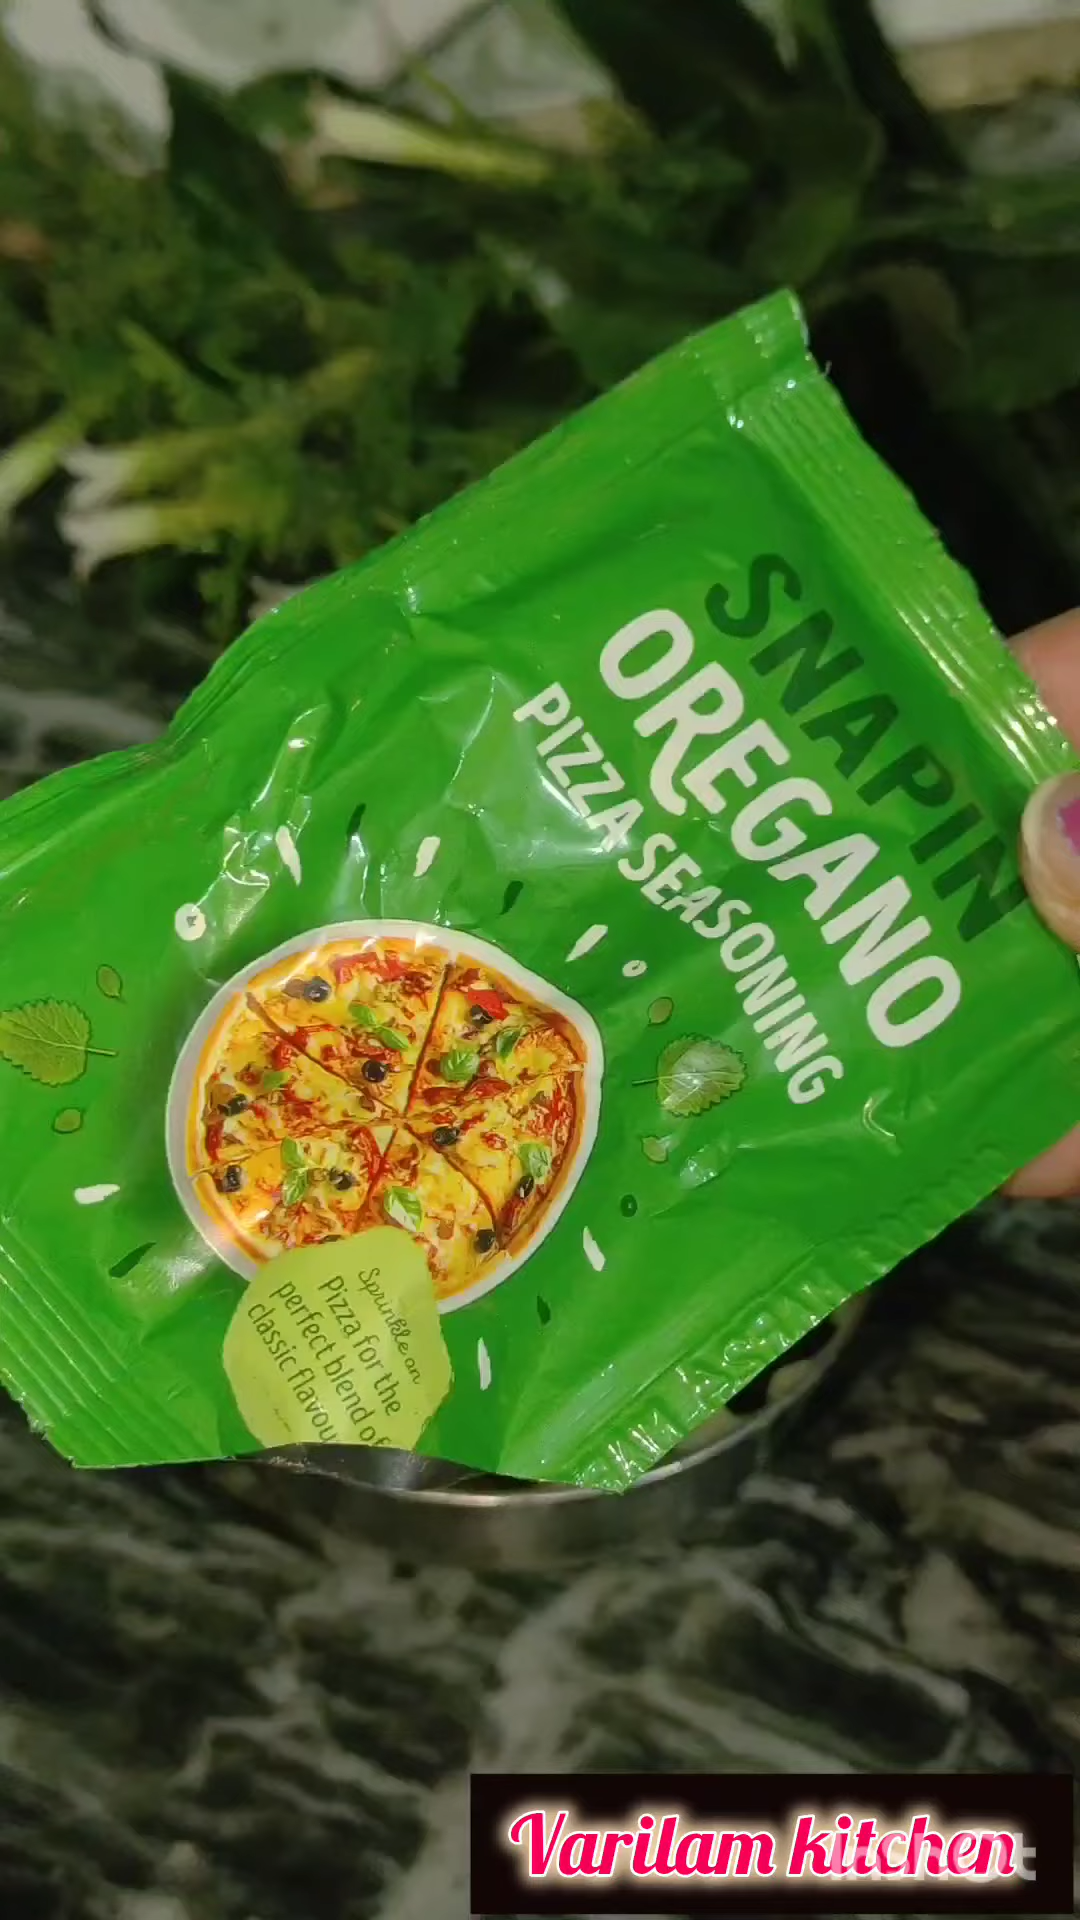 SNAPIN
OREGANO
PIZZA SEASONING
Sprinkle on
Pizza for the
perfect blend of
classic flavou
Varilam kitchen